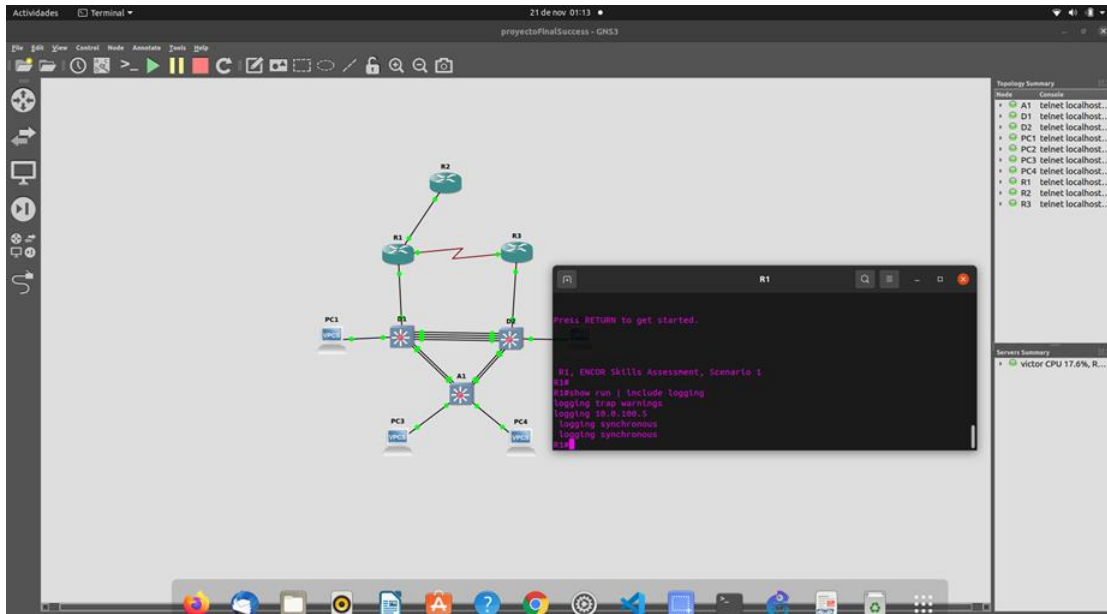 Actividades
Terminal
21 de nov 01:13
proyectoFinalSuccess - GNS3
File Edit View Control Node Annotate Tools Help
Topology Summary
Node Console
A1 telnet localhost...
D1 telnet localhost...
D2 telnet localhost...
PC1 telnet localhost...
PC2 telnet localhost...
PC3 telnet localhost...
PC4 telnet localhost...
R1 telnet localhost...
R2 telnet localhost...
R3 telnet localhost...
R2
R1
R3
PC1
D1
D2
A1
PC3
PC4
VPCS
VPCS
VPCS
R1
Press RETURN to get started.
R1, ENCOR Skills Assessment, Scenario 1
R1#
R1#show run | include logging
logging trap warnings
logging 10.0.100.5
logging synchronous
logging synchronous
R1#
Servers Summary
victor CPU 17.6%, R...